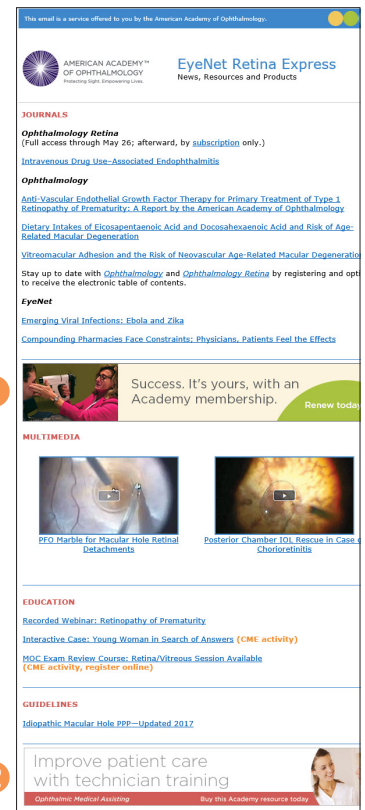 This email is a service offered to you by the American Academy of Ophthalmology.
AMERICAN ACADEMY™
OF OPHTHALMOLOGY
Protecting Sight. Empowering Lives.
EyeNet Retina Express
News, Resources and Products
JOURNALS
Ophthalmology Retina
(Full access through May 26; afterward, by subscription only.)
Intravenous Drug Use–Associated Endophthalmitis
Ophthalmology
Anti-Vascular Endothelial Growth Factor Therapy for Primary Treatment of Type 1
Retinopathy of Prematurity: A Report by the American Academy of Ophthalmology
Dietary Intakes of Eicosapentaenoic Acid and Docosahexaenoic Acid and Risk of Age-
Related Macular Degeneration
Vitreomacular Adhesion and the Risk of Neovascular Age-Related Macular Degeneratio
Stay up to date with Ophthalmology and Ophthalmology Retina by registering and opti
to receive the electronic table of contents.
EyeNet
Emerging Viral Infections: Ebola and Zika
Compounding Pharmacies Face Constraints; Physicians, Patients Feel the Effects
Success. It's yours, with an
Academy membership.
Renew today
MULTIMEDIA
PFO Marble for Macular Hole Retinal
Detachments
Posterior Chamber IOL Rescue in Case
Chorioretinitis
EDUCATION
Recorded Webinar: Retinopathy of Prematurity
Interactive Case: Young Woman in Search of Answers (CME activity)
MOC Exam Review Course: Retina/Vitreous Session Available
(CME activity, register online)
GUIDELINES
Idiopathic Macular Hole PPP—Updated 2017
Improve patient care
with technician training
Ophthalmic Medical Assisting
Buy this Academy resource today